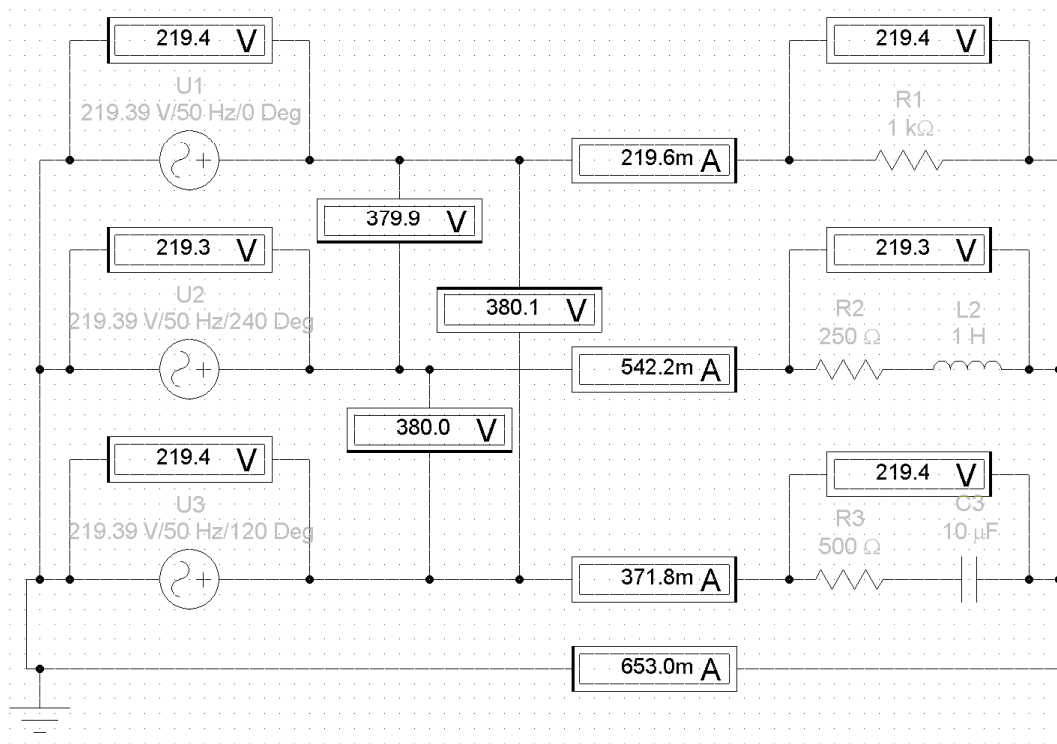 219.4 V
219.4 V
U1
219.39 V/50 Hz/0 Deg
R1
1 kΩ
219.6m A
379.9 V
219.3 V
219.3 V
U2
219.39 V/50 Hz/240 Deg
380.1 V
R2
250 Ω
L2
1 H
542.2m A
380.0 V
219.4 V
219.4 V
U3
219.39 V/50 Hz/120 Deg
R3
500 Ω
C3
10 µF
371.8m A
653.0m A